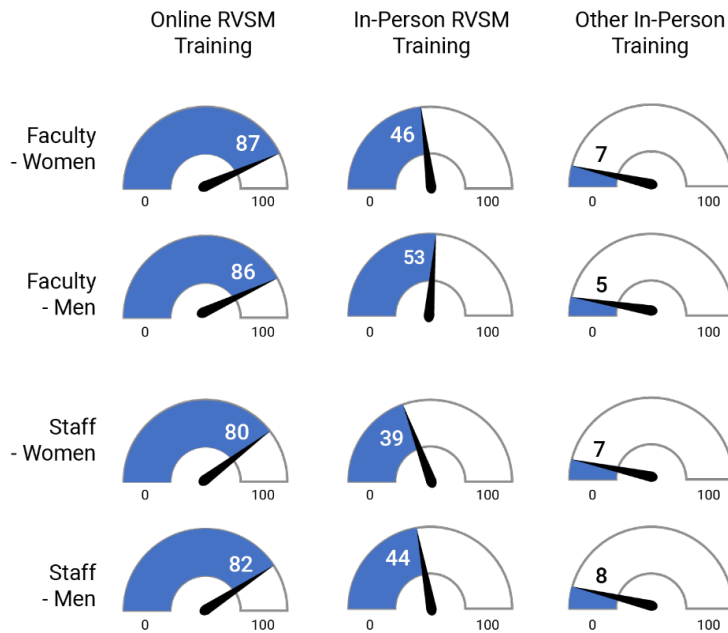 Online RVSM
Training
In-Person RVSM
Training
Other In-Person
Training
Faculty
- Women
87
0 100
46
0 100
7
0 100
Faculty
- Men
86
0 100
53
0 100
5
0 100
Staff
- Women
80
0 100
39
0 100
7
0 100
Staff
- Men
82
0 100
44
0 100
8
0 100